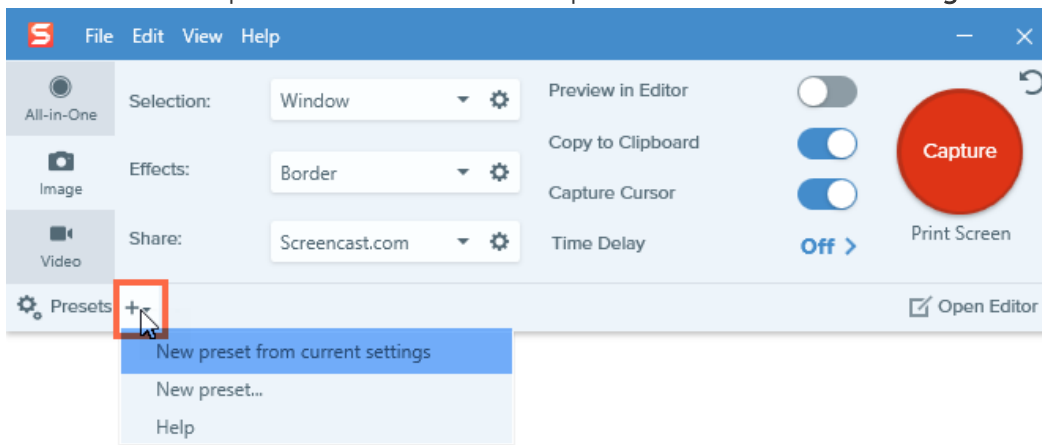 File Edit View Help
All-in-One
Selection:
Window
Preview in Editor
Copy to Clipboard
Capture
Image
Effects:
Border
Capture Cursor
Video
Share:
Screencast.com
Time Delay
Off >
Print Screen
Presets
Open Editor
New preset from current settings
New preset...
Help